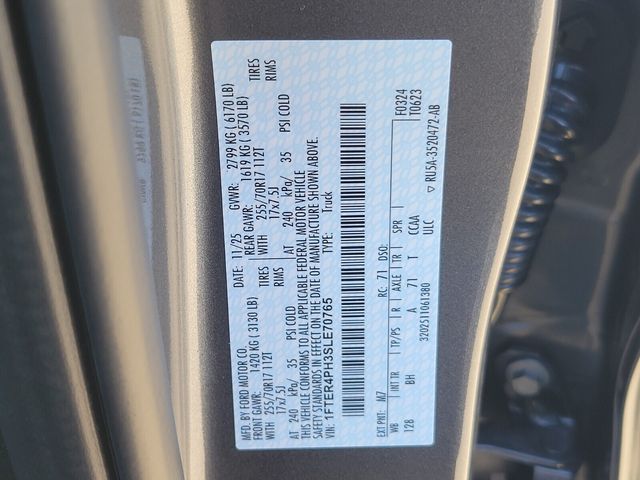 MFD. BY FORD MOTOR CO.
DATE: 11/25 GVWR: 2799 KG ( 6170 LB)
FRONT GAWR: 1420 KG ( 3130 LB) REAR GAWR: 1619 KG ( 3570 LB)
WITH 255/70R17 112T TIRES WITH 255/70R17 112T TIRES
17x7.5J RIMS 17x7.5J RIMS
AT 240 kPa/ 35 PSI COLD AT 240 kPa/ 35 PSI COLD
THIS VEHICLE CONFORMS TO ALL APPLICABLE FEDERAL MOTOR VEHICLE
SAFETY STANDARDS IN EFFECT ON THE DATE OF MANUFACTURE SHOWN ABOVE.
VIN: 1FTER4PH3SLE70765 Truck
F0324
T0623
EXT PNT: M7 RC: 71 DSO:
WB INT TR TP/PS R AXLE TR SPR
128 BH A 71 T CCAA
ULC
3202511061380 ▽ RU5A-3520472-AB